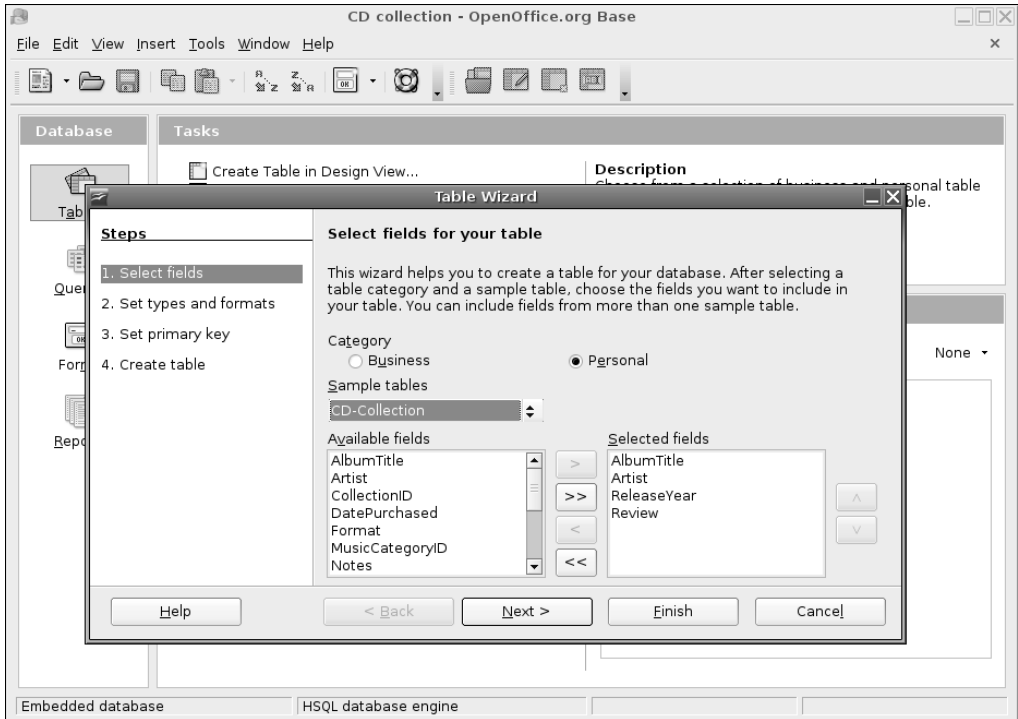 CD collection - OpenOffice.org Base
File Edit View Insert Tools Window Help
Database
Tasks
Create Table in Design View...
Description
personal table
Table Wizard
Steps
Select fields for your table
1. Select fields
2. Set types and formats
3. Set primary key
4. Create table
This wizard helps you to create a table for your database. After selecting a
table category and a sample table, choose the fields you want to include in
your table. You can include fields from more than one sample table.
Category
Business
Personal
Sample tables
CD-Collection
Available fields
Selected fields
AlbumTitle
Artist
CollectionID
DatePurchased
Format
MusicCategoryID
Notes
>
>>
<
<<
AlbumTitle
Artist
ReleaseYear
Review
None
Help
< Back
Next >
Finish
Cancel
Embedded database
HSQL database engine